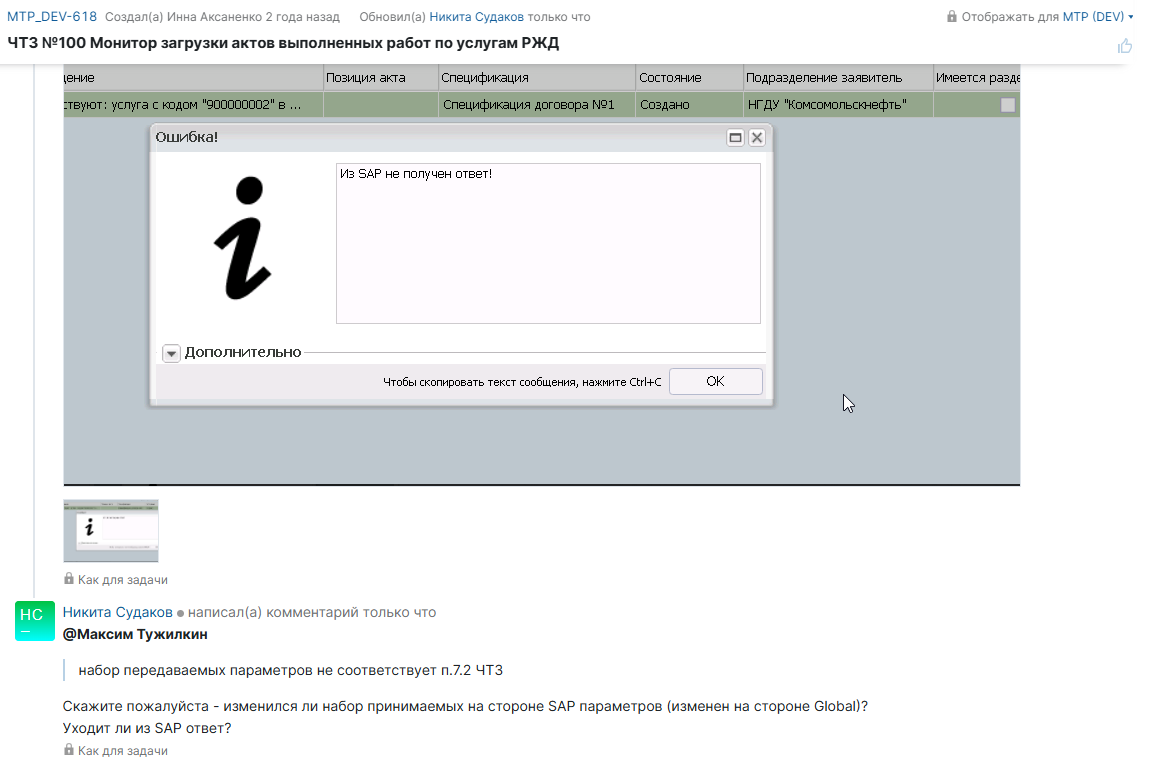 MTP_DEV-618 Создал(а) Инна Аксаненко 2 года назад Обновил(а) Никита Судаков только что Отображать для MTP (DEV)
ЧТЗ №100 Монитор загрузки актов выполненных работ по услугам РЖД
цение Позиция акта Спецификация Состояние Подразделение заявитель Имеется разде
ствуют: услуга с кодом "900000002" в ... Спецификация договора №1 Создано НГДУ "Комсомольскнефть"
Ошибка!
Из SAP не получен ответ!
Дополнительно
Чтобы скопировать текст сообщения, нажмите Ctrl+C OK
Как для задачи
НС
Никита Судаков написал(а) комментарий только что
@Максим Тужилкин
набор передаваемых параметров не соответствует п.7.2 ЧТЗ
Скажите пожалуйста - изменился ли набор принимаемых на стороне SAP параметров (изменен на стороне Global)?
Уходит ли из SAP ответ?
Как для задачи